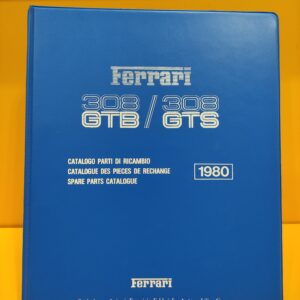 Ferrari
308 / 308
GTB / GTS
CATALOGO PARTI DI RICAMBIO
CATALOGUE DES PIECES DE RECHANGE
SPARE PARTS CATALOGUE
1980
Ferrari